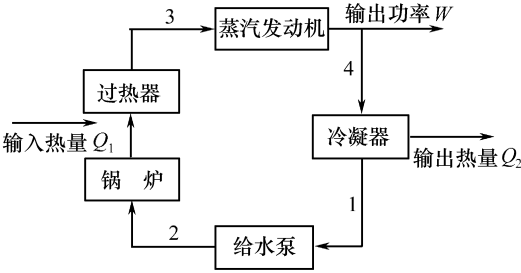 3
蒸汽发动机
输出功率 W
4
过热器
输入热量 Q₁
冷凝器
输出热量 Q₂
锅 炉
1
2
给水泵